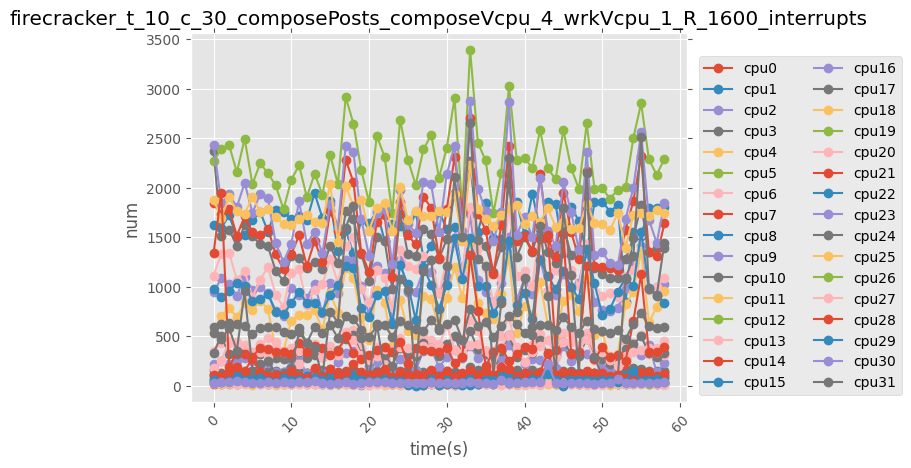 firecracker_t_10_c_30_composePosts_composeVcpu_4_wrkVcpu_1_R_1600_interrupts
3500
3000
2500
2000
1500
1000
500
0
num
0
10
20
30
40
50
60
time(s)
cpu0
cpu1
cpu2
cpu3
cpu4
cpu5
cpu6
cpu7
cpu8
cpu9
cpu10
cpu11
cpu12
cpu13
cpu14
cpu15
cpu16
cpu17
cpu18
cpu19
cpu20
cpu21
cpu22
cpu23
cpu24
cpu25
cpu26
cpu27
cpu28
cpu29
cpu30
cpu31